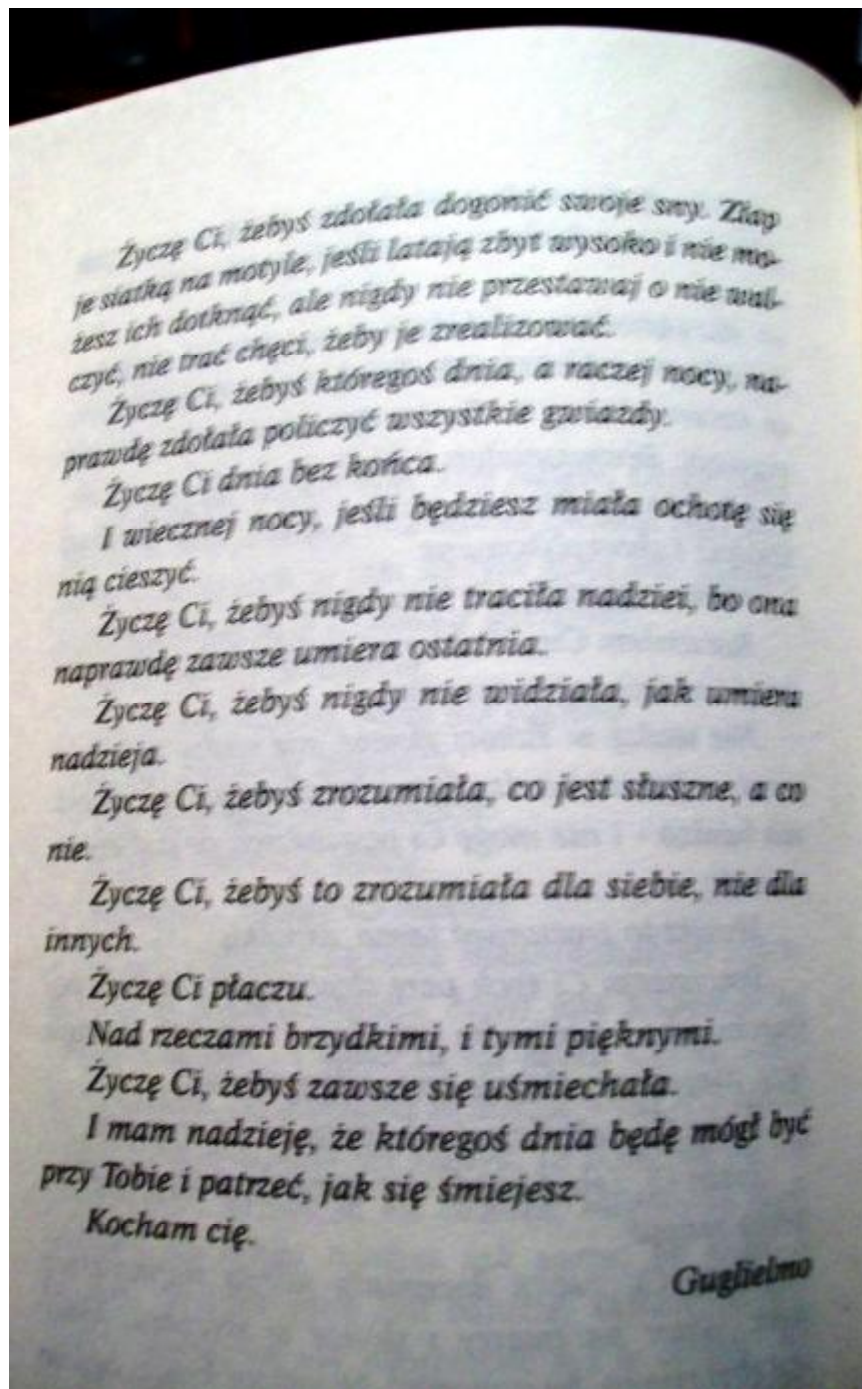 Życzę Ci, żebyś zdołała dogonić swoje sny. Złap
je siatką na motyle, jeśli latają zbyt wysoko i nie mo-
żesz ich dotknąć, ale nigdy nie przestawaj o nie wal-
czyć, nie trać chęci, żeby je zrealizować.
Życzę Ci, żebyś któregoś dnia, a raczej nocy, na-
prawdę zdołała policzyć wszystkie gwiazdy.
Życzę Ci dnia bez końca.
I wiecznej nocy, jeśli będziesz miała ochotę się
nią cieszyć.
Życzę Ci, żebyś nigdy nie traciła nadziei, bo ona
naprawdę zawsze umiera ostatnia.
Życzę Ci, żebyś nigdy nie widziała, jak umiera
nadzieja.
Życzę Ci, żebyś zrozumiała, co jest słuszne, a co
nie.
Życzę Ci, żebyś to zrozumiała dla siebie, nie dla
innych.
Życzę Ci płaczu.
Nad rzeczami brzydkimi, i tymi pięknymi.
Życzę Ci, żebyś zawsze się uśmiechała.
I mam nadzieję, że któregoś dnia będę mógł być
przy Tobie i patrzeć, jak się śmiejesz.
Kocham cię.
Guglielmo